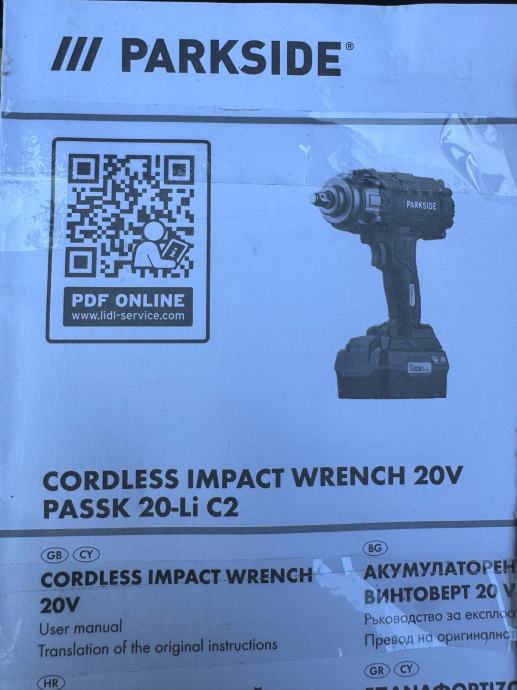 /// PARKSIDE®
PARKSIDE
PDF ONLINE
www.lidl-service.com
CORDLESS IMPACT WRENCH 20V
PASSK 20-Li C2
GB CY
CORDLESS IMPACT WRENCH
20V
User manual
Translation of the original instructions
BG
АКУМУЛАТОРЕН
ВИНТОВЕРТ 20 V
Ръководство за експлоа
Превод на оригиналнo
HR
GR CY